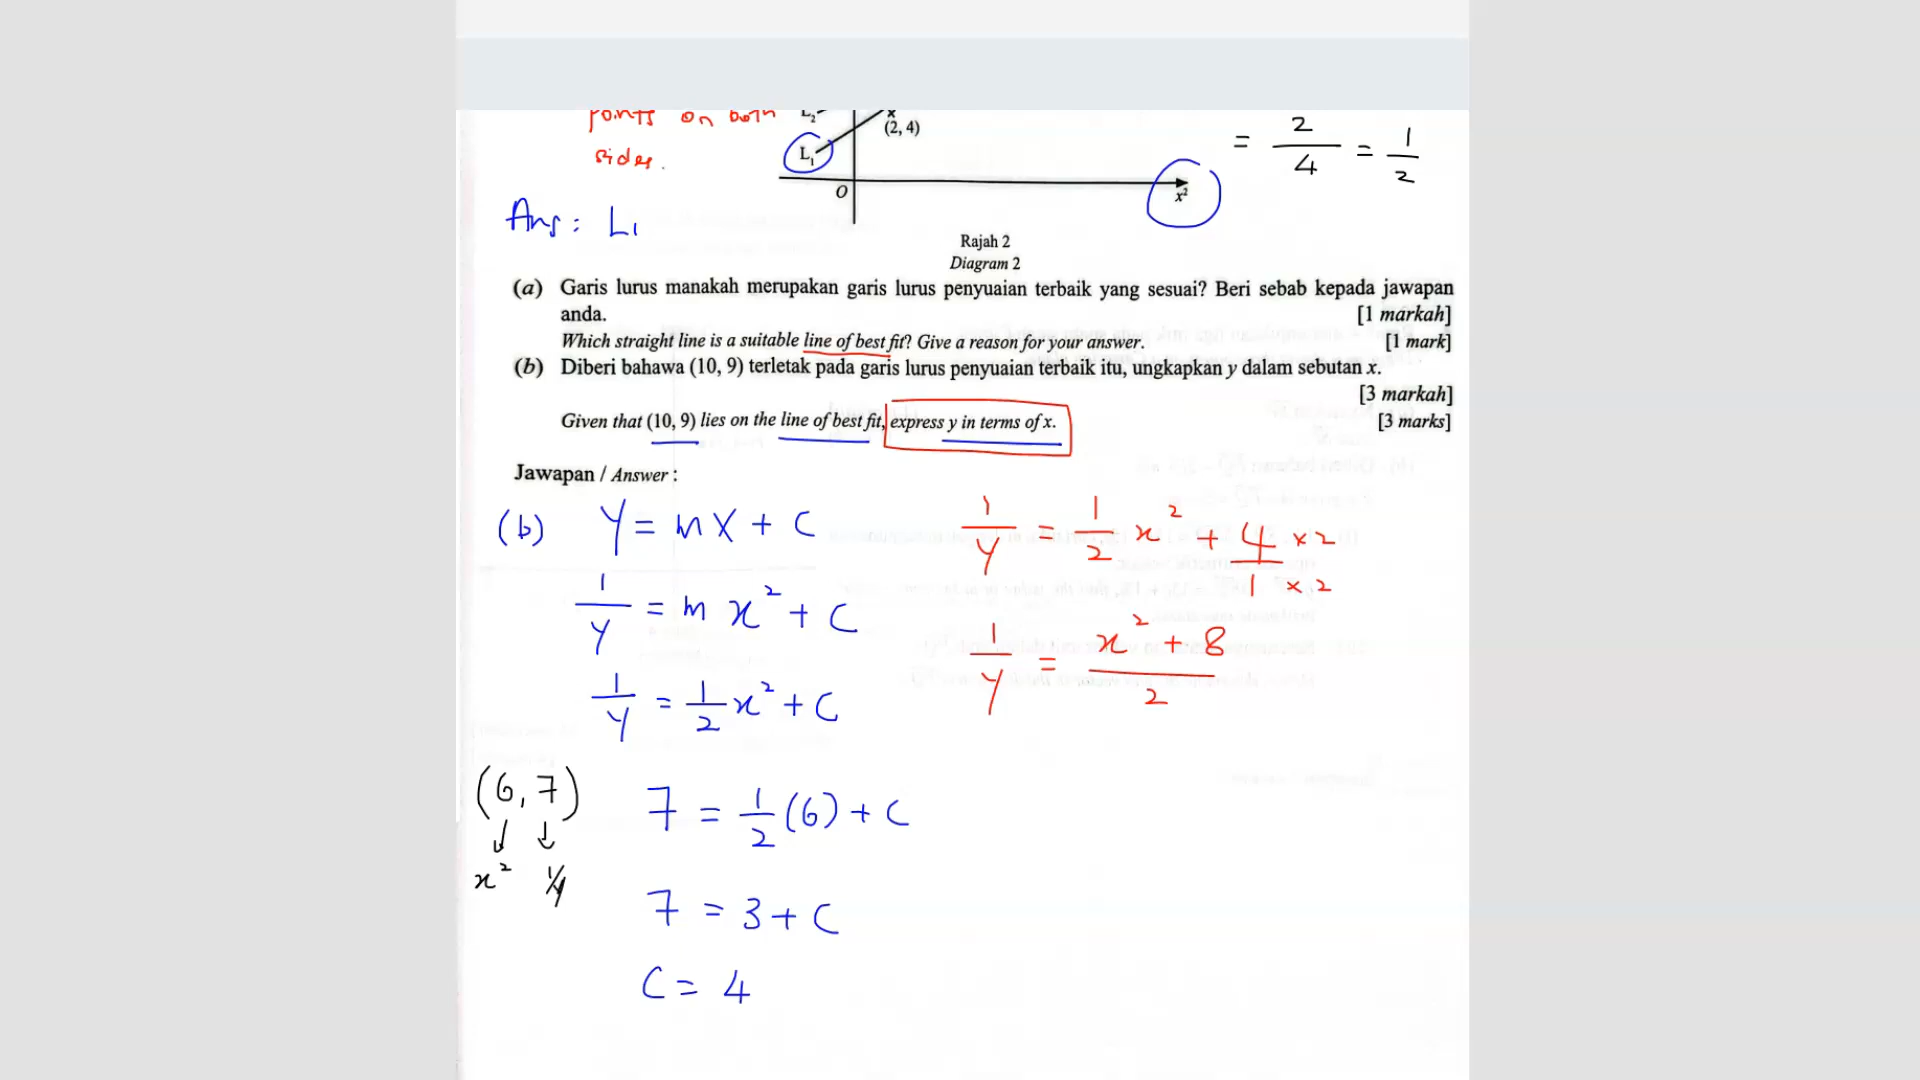 points on both
sides.
L₂
x
(2, 4)
L₁
O
x²
= 2/4 = 1/2
Ans : L1
Rajah 2
Diagram 2
(a) Garis lurus manakah merupakan garis lurus penyuaian terbaik yang sesuai? Beri sebab kepada jawapan
anda. [1 markah]
Which straight line is a suitable line of best fit? Give a reason for your answer. [1 mark]
(b) Diberi bahawa (10, 9) terletak pada garis lurus penyuaian terbaik itu, ungkapkan y dalam sebutan x.
[3 markah]
Given that (10, 9) lies on the line of best fit, express y in terms of x. [3 marks]
Jawapan / Answer :
(b) Y = mX + C
1/y = m x² + C
1/y = 1/2 x² + C
(6, 7)
x² 1/y
7 = 1/2 (6) + C
7 = 3 + C
C = 4
1/y = 1/2 x² + 4 × 2 / 1 × 2
1/y = x² + 8 / 2